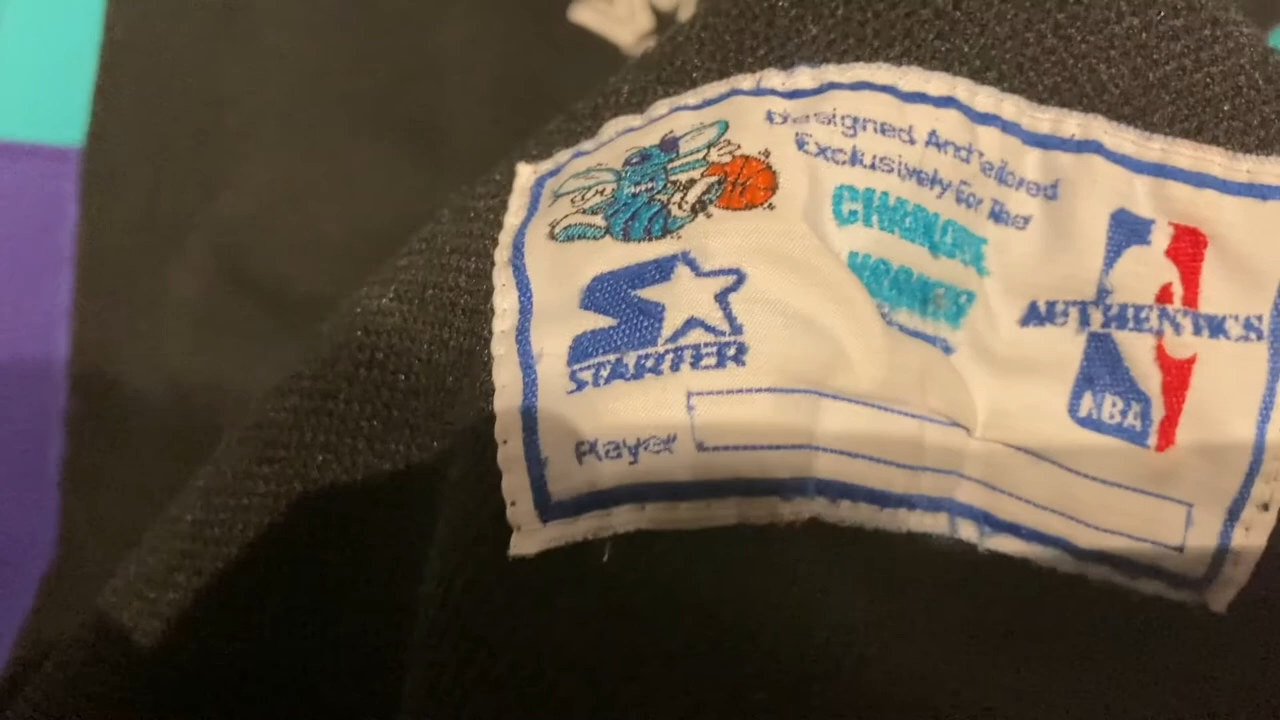 Designed And Tailored
Exclusively For The
CHARLOTTE
HORNETS
STARTER
AUTHENTICS
NBA
Player